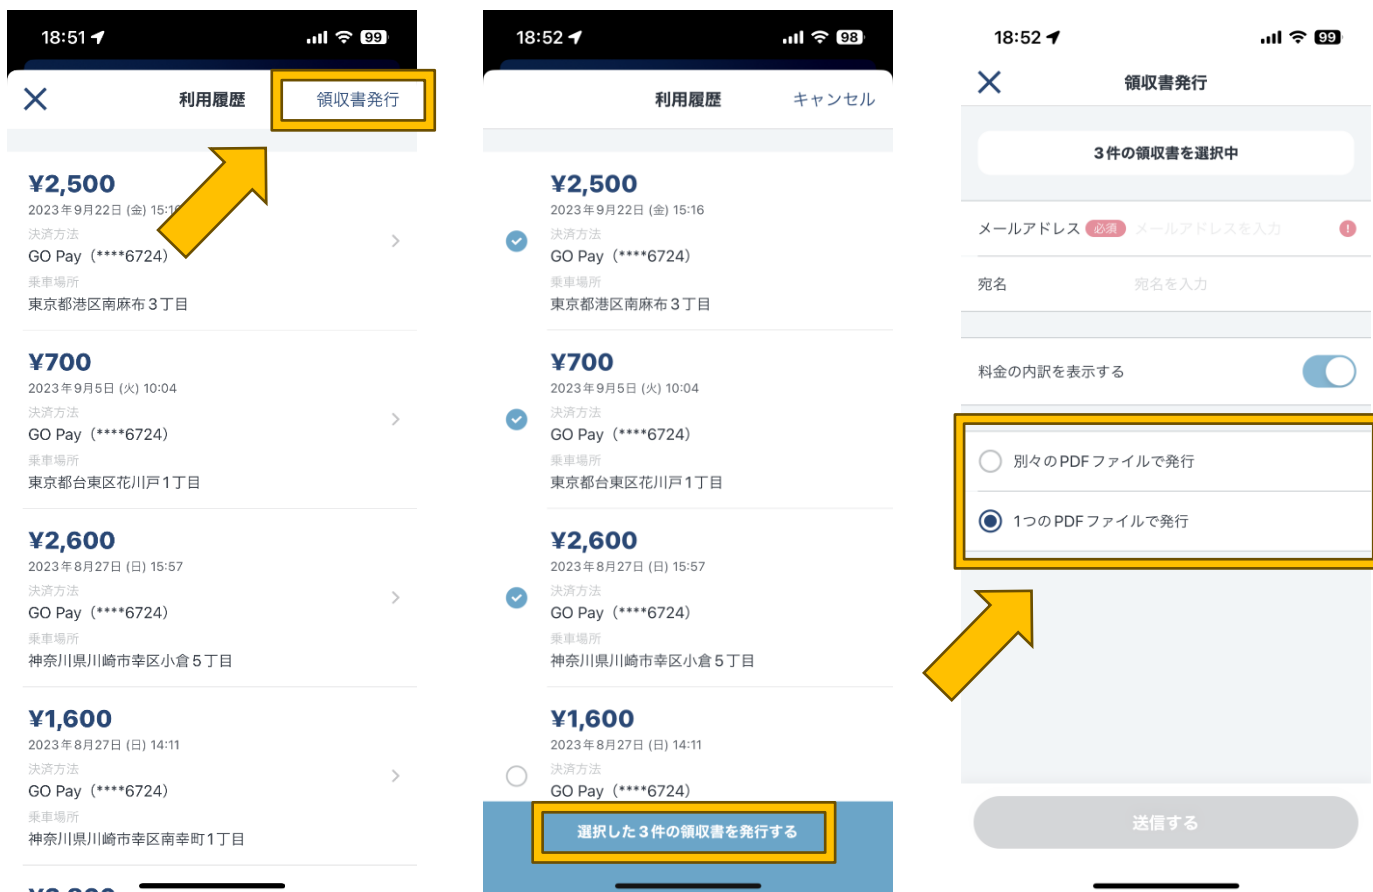 18:51
99
利用履歴
領収書発行
¥2,500
2023年9月22日 (金) 15:1
決済方法
GO Pay（****6724）
乗車場所
東京都港区南麻布3丁目
¥700
2023年9月5日 (火) 10:04
決済方法
GO Pay（****6724）
乗車場所
東京都台東区花川戸1丁目
¥2,600
2023年8月27日 (日) 15:57
決済方法
GO Pay（****6724）
乗車場所
神奈川県川崎市幸区小倉5丁目
¥1,600
2023年8月27日 (日) 14:11
決済方法
GO Pay（****6724）
乗車場所
神奈川県川崎市幸区南幸町1丁目
18:52
98
利用履歴
キャンセル
¥2,500
2023年9月22日 (金) 15:16
決済方法
GO Pay（****6724）
乗車場所
東京都港区南麻布3丁目
¥700
2023年9月5日 (火) 10:04
決済方法
GO Pay（****6724）
乗車場所
東京都台東区花川戸1丁目
¥2,600
2023年8月27日 (日) 15:57
決済方法
GO Pay（****6724）
乗車場所
神奈川県川崎市幸区小倉5丁目
¥1,600
2023年8月27日 (日) 14:11
決済方法
GO Pay（****6724）
選択した3件の領収書を発行する
18:52
99
領収書発行
3件の領収書を選択中
メールアドレス 必須 メールアドレスを入力 !
宛名 宛名を入力
料金の内訳を表示する
別々のPDFファイルで発行
1つのPDFファイルで発行
送信する